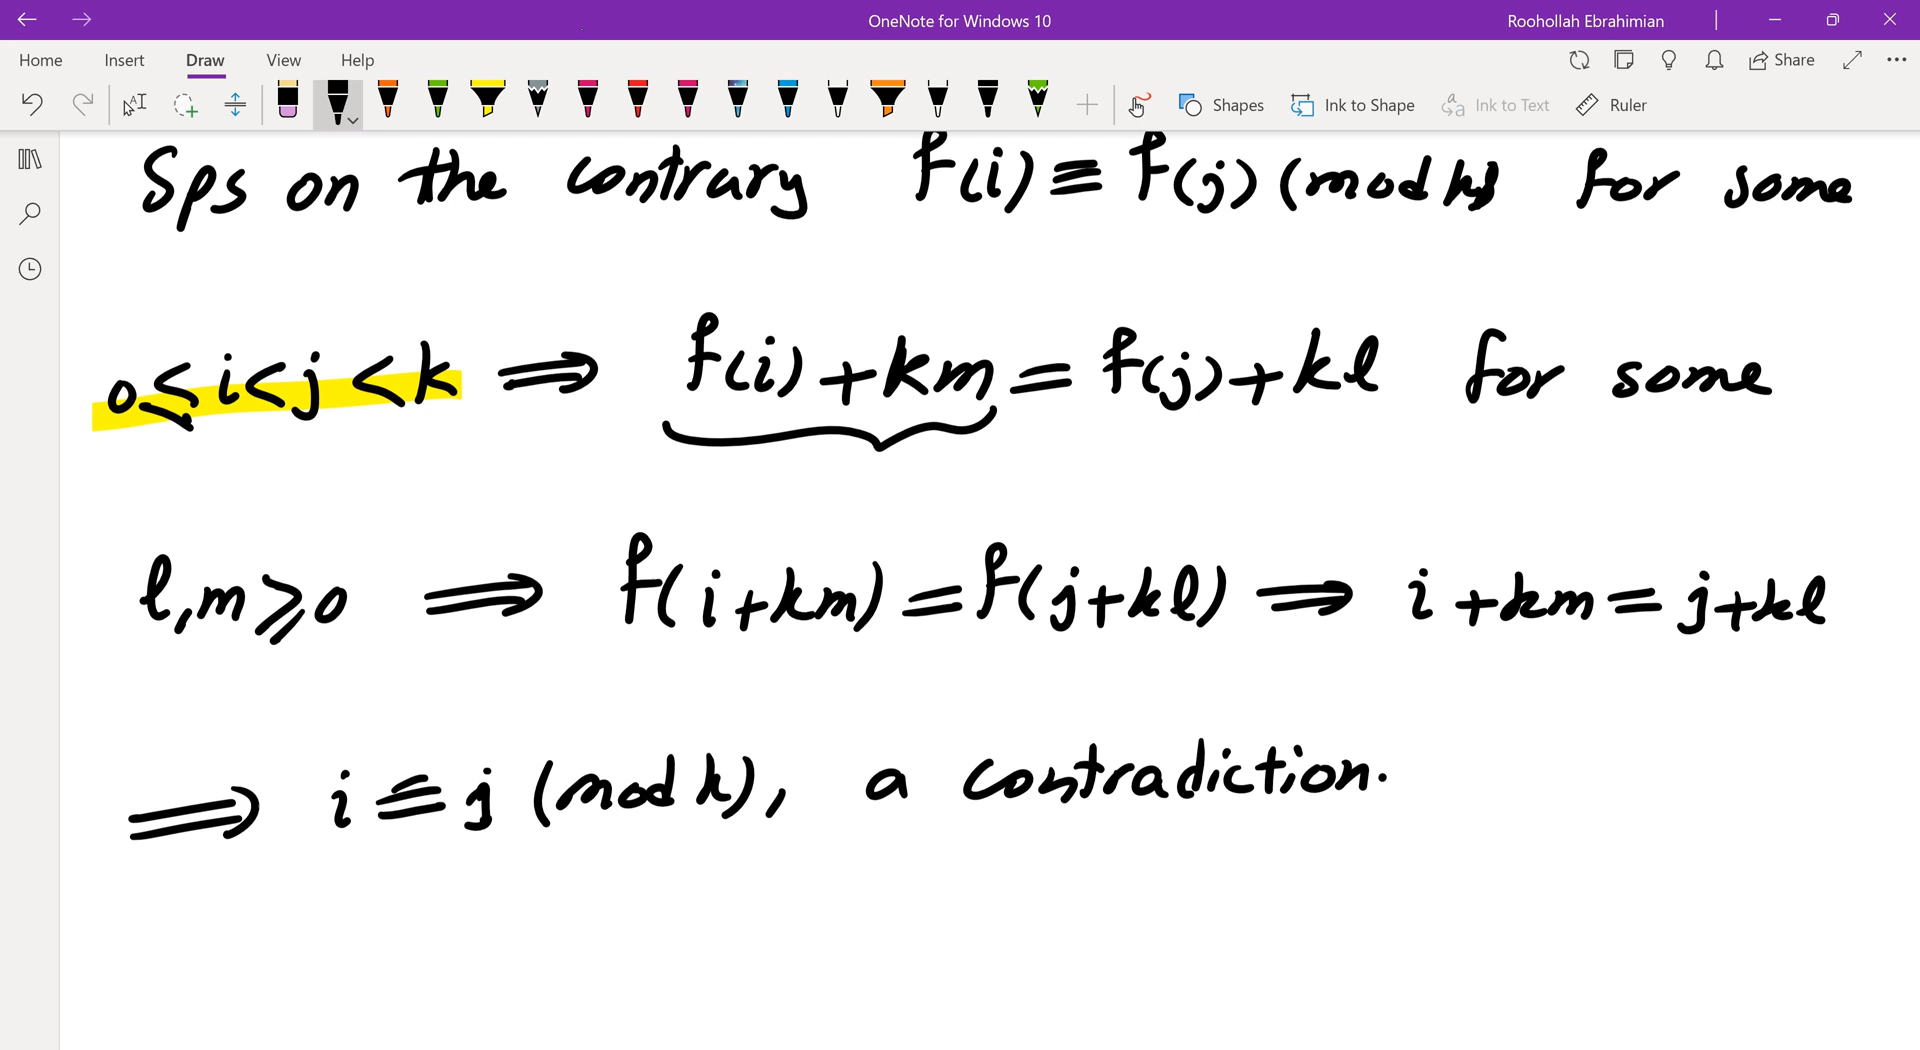 OneNote for Windows 10
Roohollah Ebrahimian
Home Insert Draw View Help
Share
Shapes Ink to Shape Ink to Text Ruler
Sps on the contrary f(i) ≡ f(j) (mod k) for some
0 ≤ i < j < k ⟹ f(i) + km = f(j) + kl for some
l, m ⩾ 0 ⟹ f(i + km) = f(j + kl) ⟹ i + km = j + kl
⟹ i ≡ j (mod k), a contradiction.